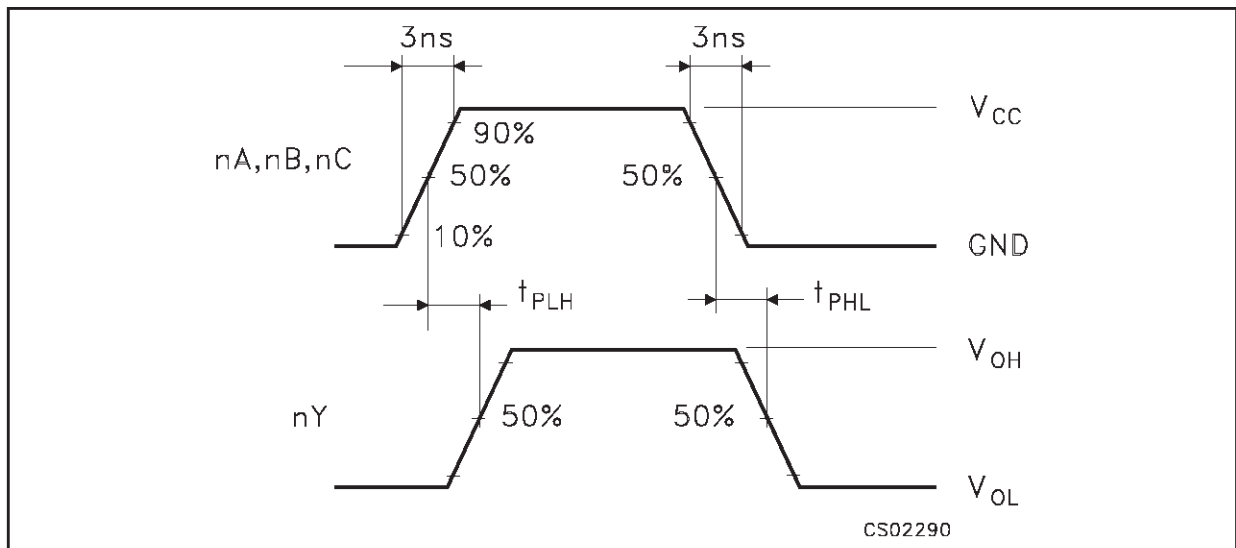 3ns 3ns
V_CC
90%
nA,nB,nC 50% 50%
10% GND
t_PLH t_PHL
V_OH
nY 50% 50%
V_OL
CS02290